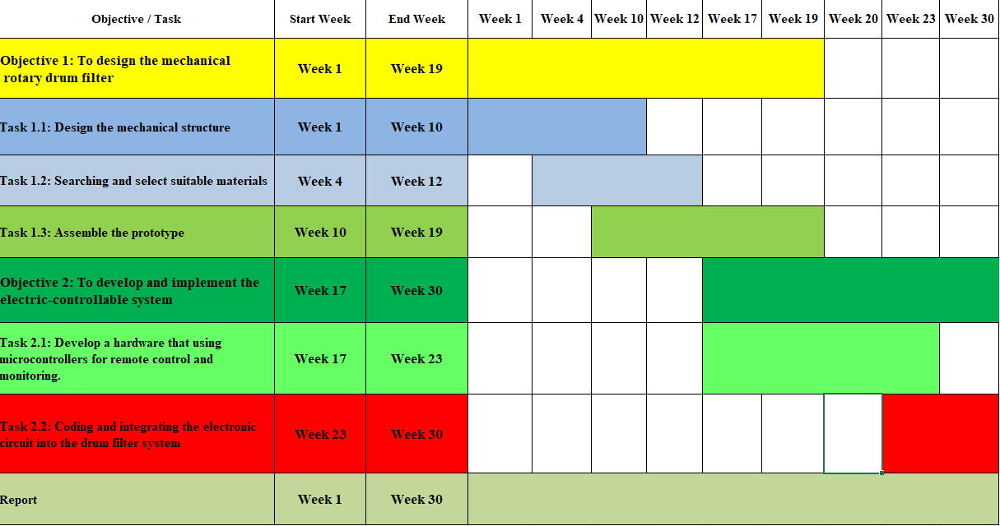 Objective / Task Start Week End Week Week 1 Week 4 Week 10 Week 12 Week 17 Week 19 Week 20 Week 23 Week 30
Objective 1: To design the mechanical
rotary drum filter
Week 1 Week 19
Task 1.1: Design the mechanical structure Week 1 Week 10
Task 1.2: Searching and select suitable materials Week 4 Week 12
Task 1.3: Assemble the prototype Week 10 Week 19
Objective 2: To develop and implement the
electric-controllable system
Week 17 Week 30
Task 2.1: Develop a hardware that using
microcontrollers for remote control and
monitoring.
Week 17 Week 23
Task 2.2: Coding and integrating the electronic
circuit into the drum filter system
Week 23 Week 30
Report Week 1 Week 30